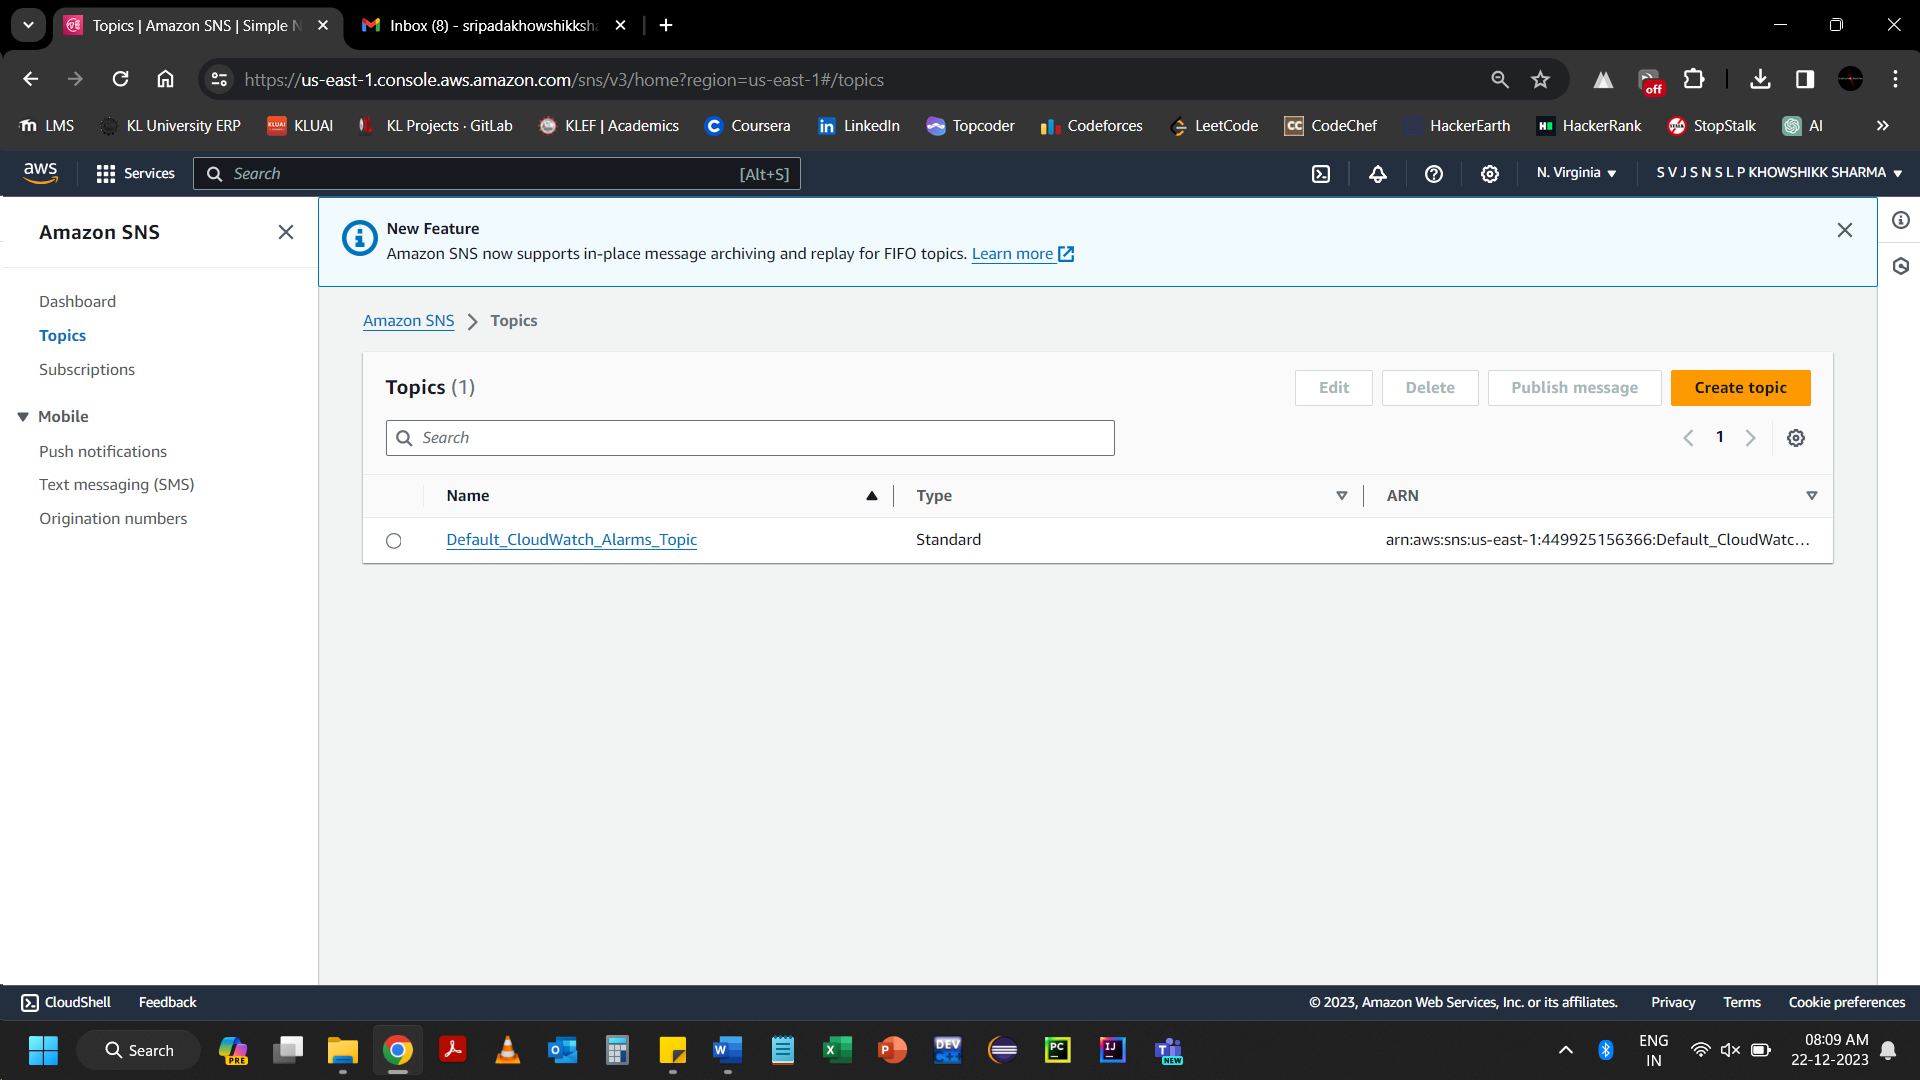 Topics | Amazon SNS | Simple N
Inbox (8) - sripadakhowshikksha
https://us-east-1.console.aws.amazon.com/sns/v3/home?region=us-east-1#/topics
off
LMS KL University ERP KLUAI KL Projects · GitLab KLEF | Academics Coursera LinkedIn Topcoder Codeforces LeetCode CodeChef HackerEarth HackerRank StopStalk AI
aws Services Search [Alt+S] N. Virginia S V J S N S L P KHOWSHIKK SHARMA
Amazon SNS
Dashboard
Topics
Subscriptions
Mobile
Push notifications
Text messaging (SMS)
Origination numbers
New Feature
Amazon SNS now supports in-place message archiving and replay for FIFO topics. Learn more
Amazon SNS > Topics
Topics (1) Edit Delete Publish message Create topic
Search 1
Name Type ARN
Default_CloudWatch_Alarms_Topic Standard arn:aws:sns:us-east-1:449925156366:Default_CloudWatc...
CloudShell Feedback © 2023, Amazon Web Services, Inc. or its affiliates. Privacy Terms Cookie preferences
Search ENG 08:09 AM
IN 22-12-2023